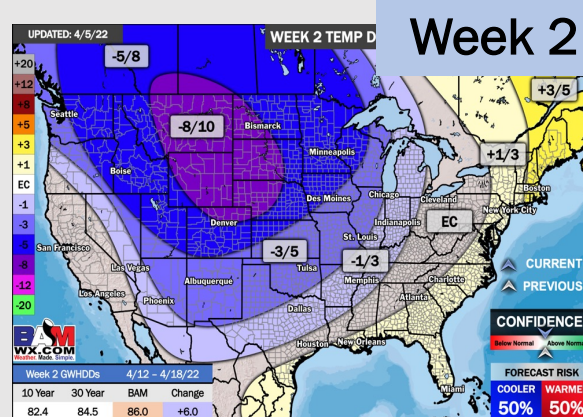 UPDATED: 4/5/22
WEEK 2 TEMP D
Week 2
-5/8
+20
+12
+8
+5
+3
+1
EC
-1
-3
-5
-8
-12
-20
+3/5
Seattle
-8/10
Bismarck
Minneapolis
+1/3
Boise
Boston
Des Moines
Chicago
Cleveland
New York City
Denver
Indianapolis
EC
San Francisco
-3/5
St. Louis
-1/3
Las Vegas
Albuquerque
Tulsa
Memphis
Charlotte
Los Angeles
Phoenix
Dallas
Atlanta
Houston
New Orleans
Miami
CURRENT
PREVIOUS
CONFIDENCE
Below Normal
Above Norma
FORECAST RISK
COOLER
WARME
50%
50%
BAM
WX.COM
Weather. Made. Simple.
Week 2 GWHDDs 4/12 – 4/18/22
10 Year 30 Year BAM Change
82.4 84.5 86.0 +6.0